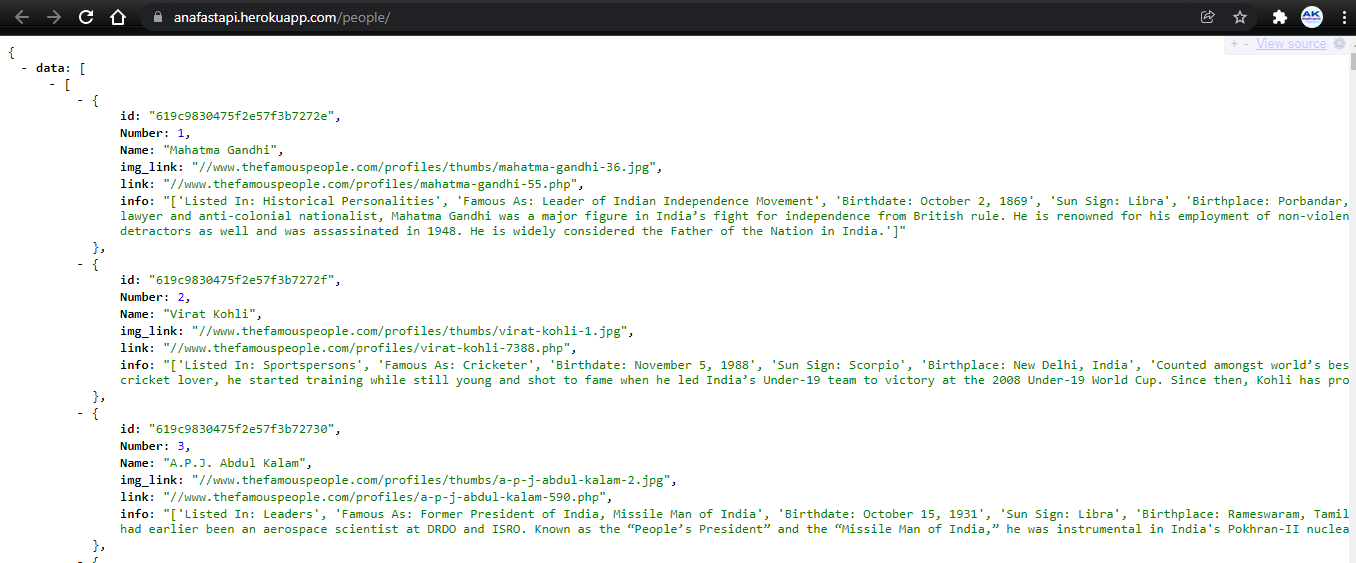 anafastapi.herokuapp.com/people/
AK
+ - View source
{
- data: [
- [
- {
id: "619c9830475f2e57f3b7272e",
Number: 1,
Name: "Mahatma Gandhi",
img_link: "//www.thefamouspeople.com/profiles/thumbs/mahatma-gandhi-36.jpg",
link: "//www.thefamouspeople.com/profiles/mahatma-gandhi-55.php",
info: "['Listed In: Historical Personalities', 'Famous As: Leader of Indian Independence Movement', 'Birthdate: October 2, 1869', 'Sun Sign: Libra', 'Birthplace: Porbandar,
lawyer and anti-colonial nationalist, Mahatma Gandhi was a major figure in India’s fight for independence from British rule. He is renowned for his employment of non-violen
detractors as well and was assassinated in 1948. He is widely considered the Father of the Nation in India.']"
},
- {
id: "619c9830475f2e57f3b7272f",
Number: 2,
Name: "Virat Kohli",
img_link: "//www.thefamouspeople.com/profiles/thumbs/virat-kohli-1.jpg",
link: "//www.thefamouspeople.com/profiles/virat-kohli-7388.php",
info: "['Listed In: Sportspersons', 'Famous As: Cricketer', 'Birthdate: November 5, 1988', 'Sun Sign: Scorpio', 'Birthplace: New Delhi, India', 'Counted amongst world’s bes
cricket lover, he started training while still young and shot to fame when he led India’s Under-19 team to victory at the 2008 Under-19 World Cup. Since then, Kohli has pro
},
- {
id: "619c9830475f2e57f3b72730",
Number: 3,
Name: "A.P.J. Abdul Kalam",
img_link: "//www.thefamouspeople.com/profiles/thumbs/a-p-j-abdul-kalam-2.jpg",
link: "//www.thefamouspeople.com/profiles/a-p-j-abdul-kalam-590.php",
info: "['Listed In: Leaders', 'Famous As: Former President of India, Missile Man of India', 'Birthdate: October 15, 1931', 'Sun Sign: Libra', 'Birthplace: Rameswaram, Tamil
had earlier been an aerospace scientist at DRDO and ISRO. Known as the “People’s President” and the “Missile Man of India,” he was instrumental in India's Pokhran-II nuclea
},
- {